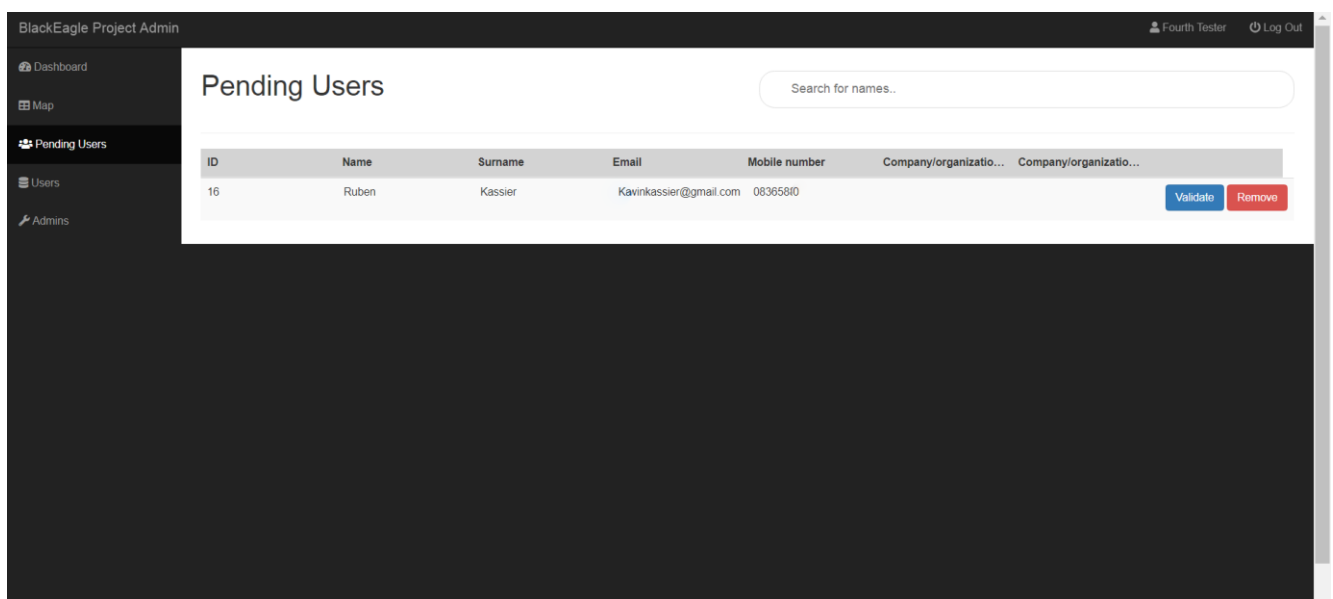 BlackEagle Project Admin
Fourth Tester
Log Out
Dashboard
Map
Pending Users
Users
Admins
Pending Users
Search for names..
ID Name Surname Email Mobile number Company/organizatio... Company/organizatio...
16 Ruben Kassier Kavinkassier@gmail.com
Validate
Remove